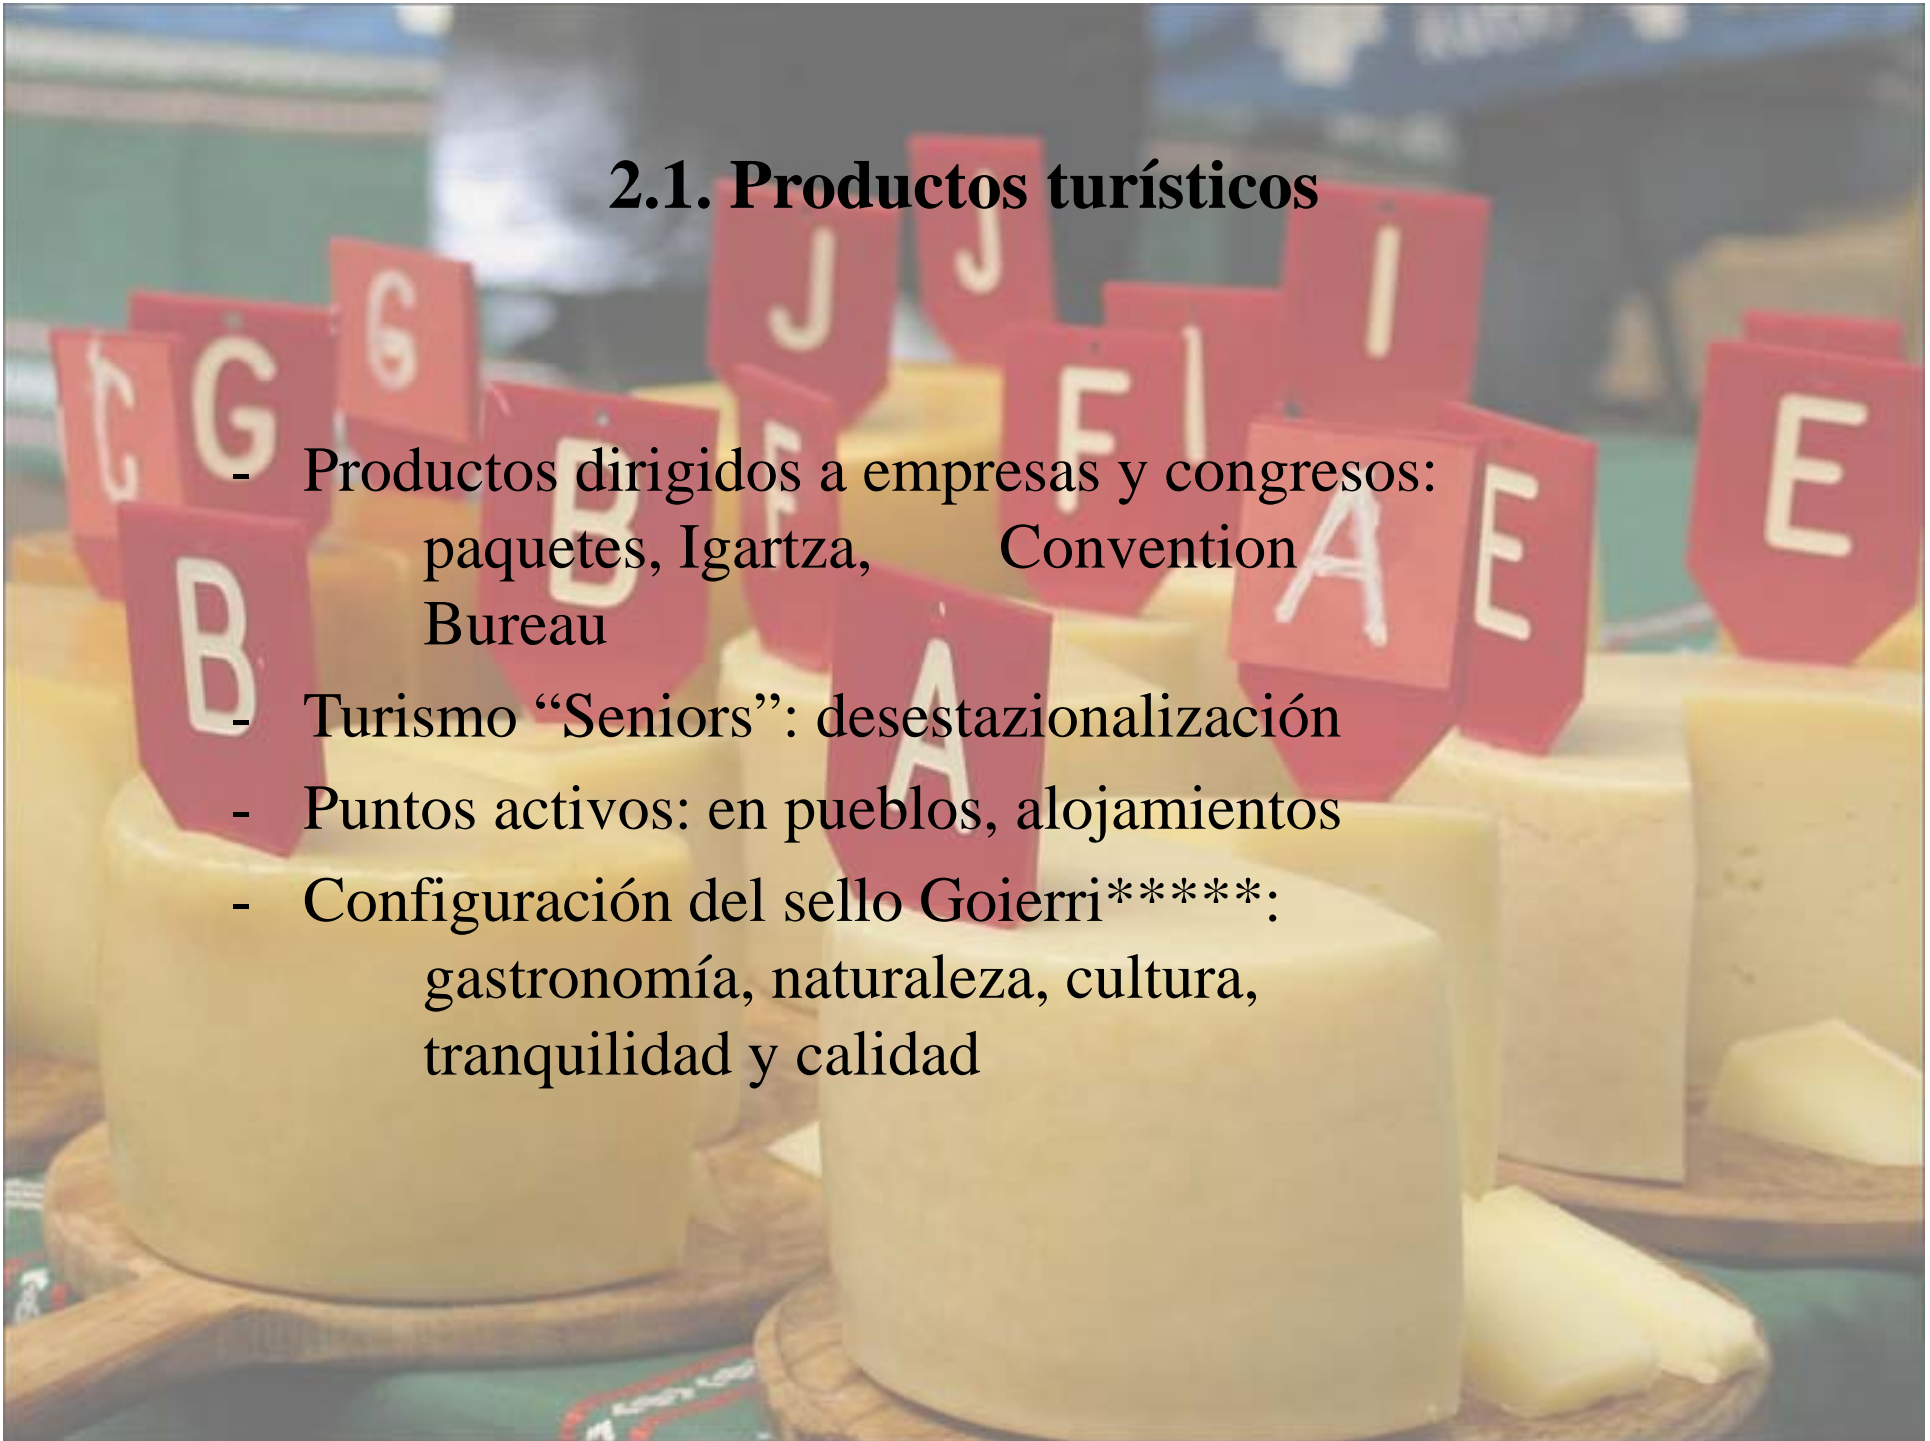 2.1. Productos turísticos
J
J
I
G
G
G
I
F
F
E
E
B
A
B
A
- Productos dirigidos a empresas y congresos:
paquetes, Igartza, Convention
Bureau
- Turismo “Seniors”: desestazionalización
- Puntos activos: en pueblos, alojamientos
- Configuración del sello Goierri*****:
gastronomía, naturaleza, cultura,
tranquilidad y calidad